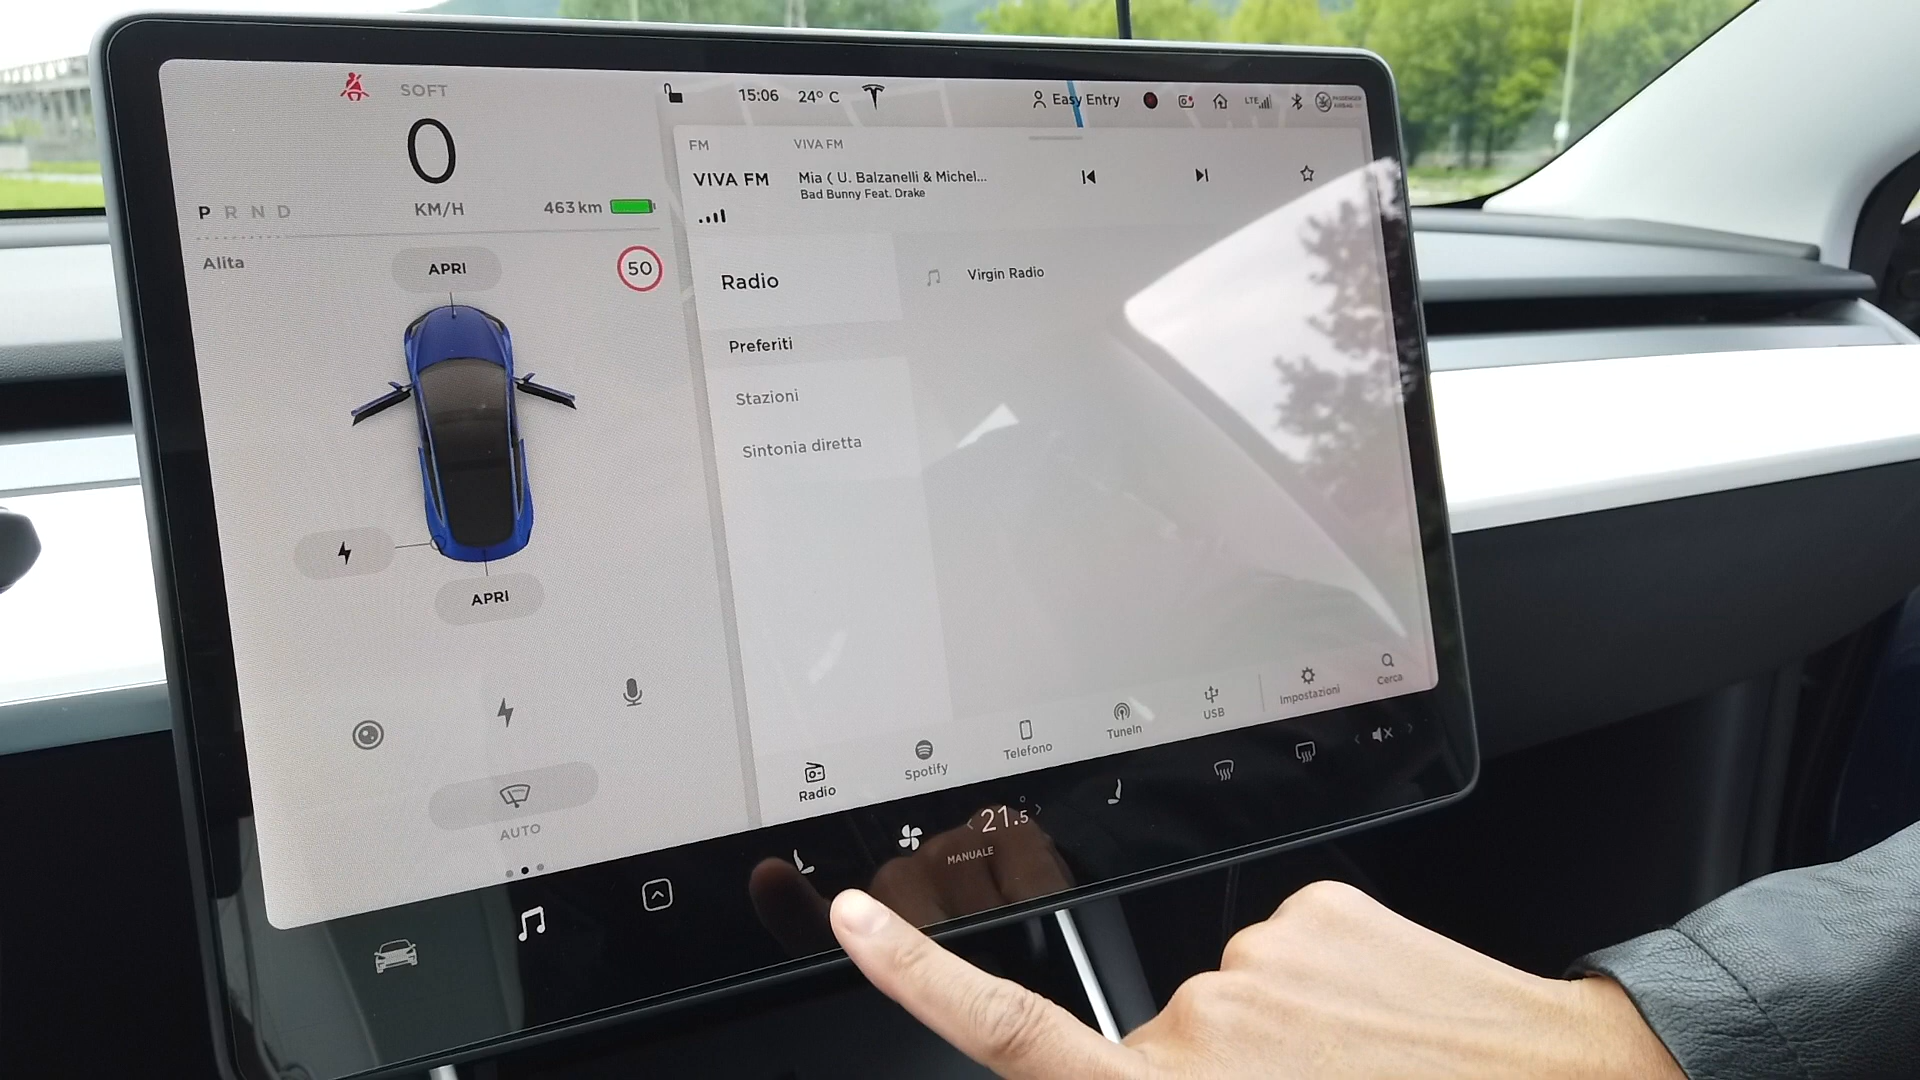 SOFT
0
KM/H
P R N D
463 km
Alita
APRI
50
APRI
AUTO
15:06 24° C
Easy Entry
LTE
FM VIVA FM
VIVA FM
Mia ( U. Balzanelli & Michel...
Bad Bunny Feat. Drake
Radio
Preferiti
Stazioni
Sintonia diretta
Virgin Radio
Radio
Spotify
Telefono
TuneIn
USB
Impostazioni
Cerca
21.5°
MANUALE